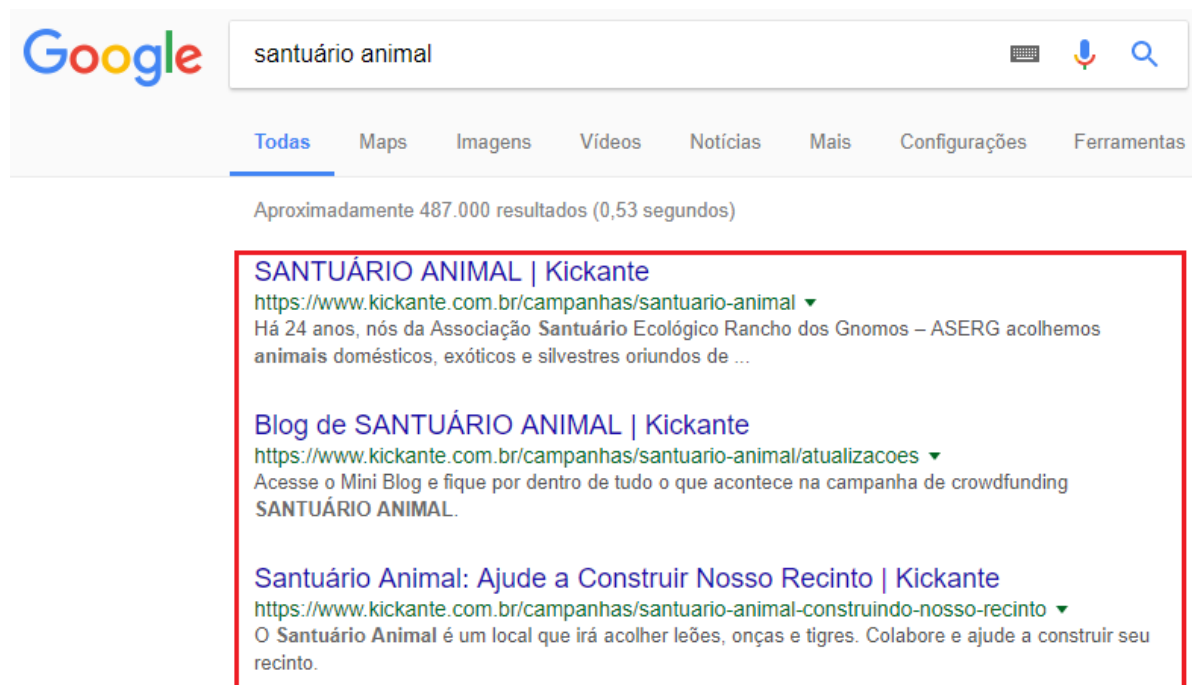 Google
santuário animal
Todas Maps Imagens Vídeos Notícias Mais Configurações Ferramentas
Aproximadamente 487.000 resultados (0,53 segundos)
SANTUÁRIO ANIMAL | Kickante
https://www.kickante.com.br/campanhas/santuario-animal
Há 24 anos, nós da Associação Santuário Ecológico Rancho dos Gnomos – ASERG acolhemos
animais domésticos, exóticos e silvestres oriundos de ...
Blog de SANTUÁRIO ANIMAL | Kickante
https://www.kickante.com.br/campanhas/santuario-animal/atualizacoes
Acesse o Mini Blog e fique por dentro de tudo o que acontece na campanha de crowdfunding
SANTUÁRIO ANIMAL.
Santuário Animal: Ajude a Construir Nosso Recinto | Kickante
https://www.kickante.com.br/campanhas/santuario-animal-construindo-nosso-recinto
O Santuário Animal é um local que irá acolher leões, onças e tigres. Colabore e ajude a construir seu
recinto.